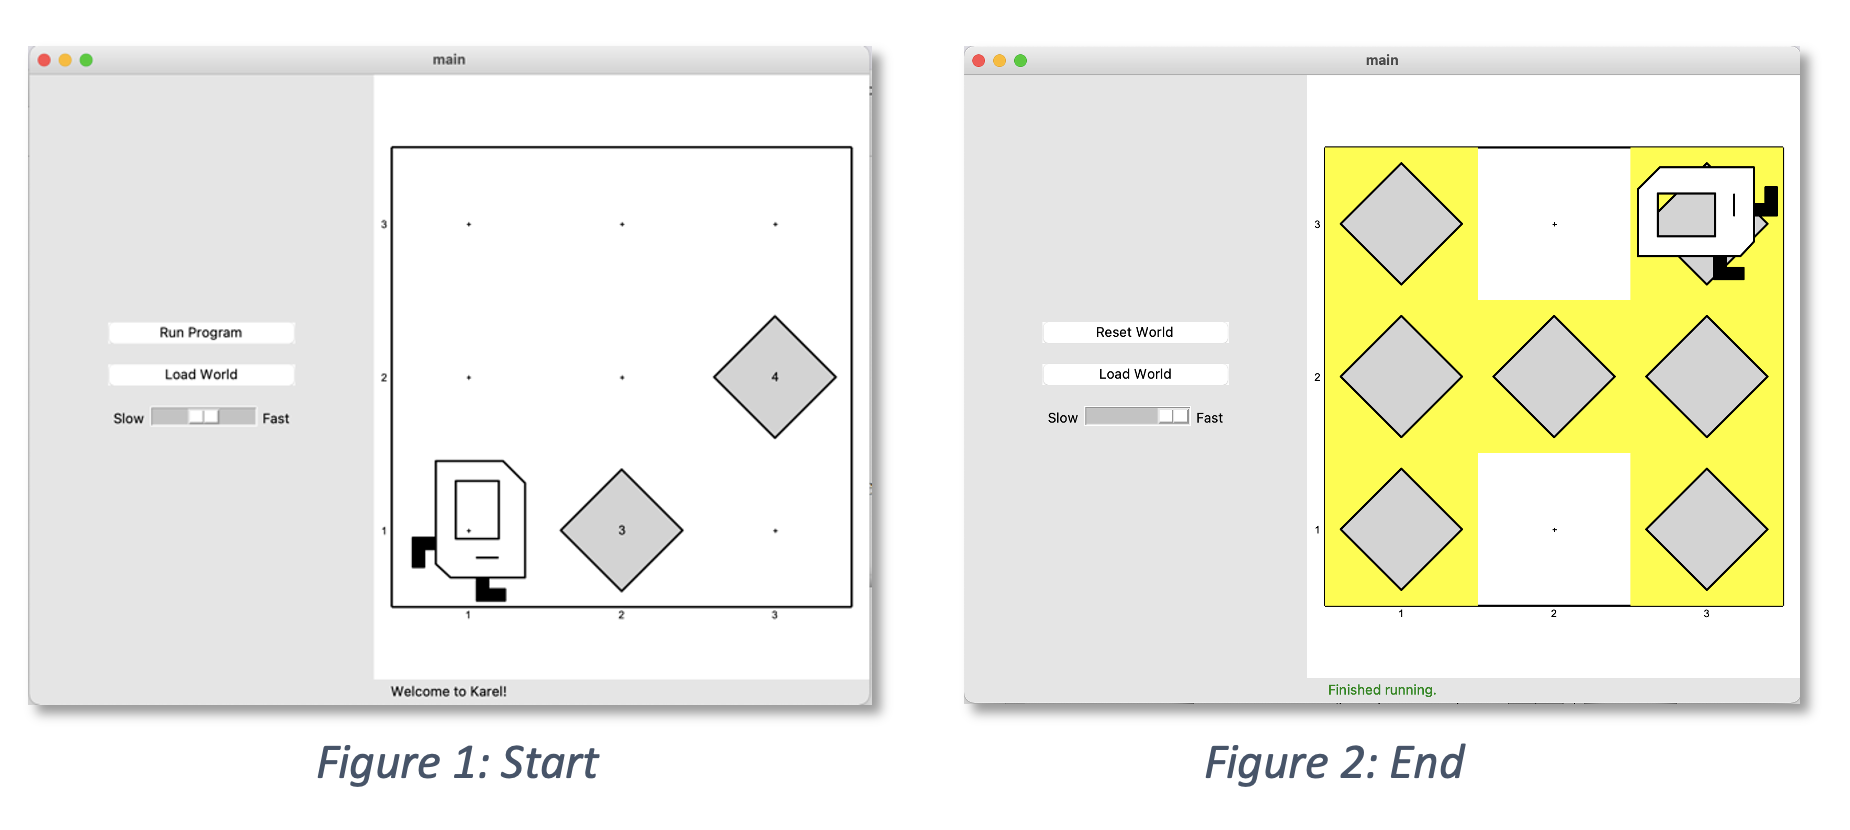 main
Run Program
Load World
Slow Fast
3
2
4
1
3
1 2 3
Welcome to Karel!
Figure 1: Start
main
Reset World
Load World
Slow Fast
3
2
1
1 2 3
Finished running.
Figure 2: End